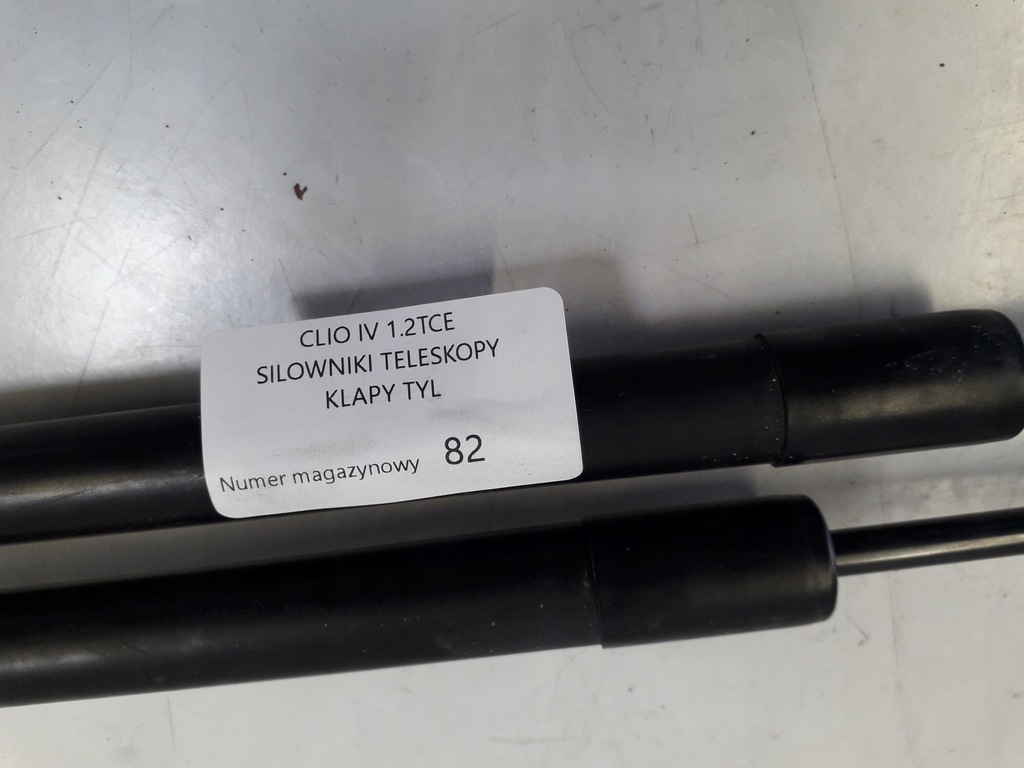 CLIO IV 1.2TCE
SILOWNIKI TELESKOPY
KLAPY TYL
Numer magazynowy 82